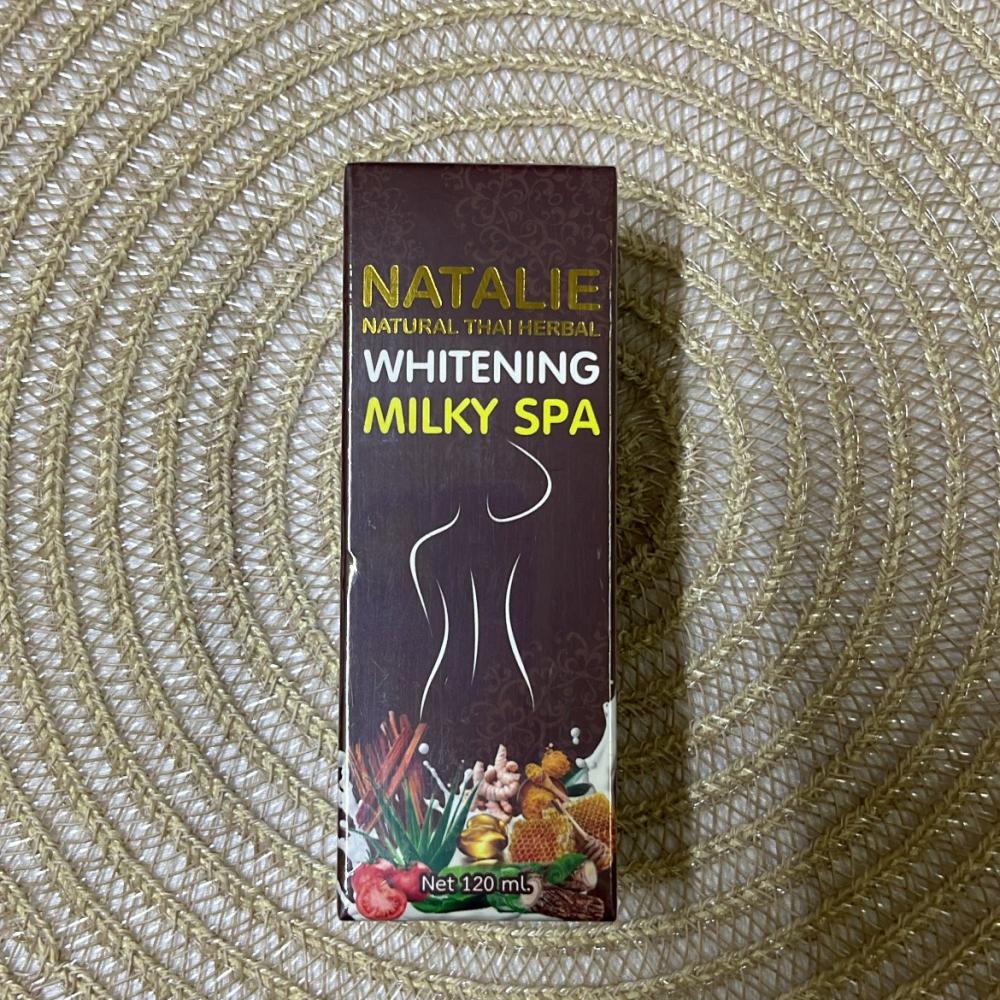 NATALIE
NATURAL THAI HERBAL
WHITENING
MILKY SPA
Net 120 ml.